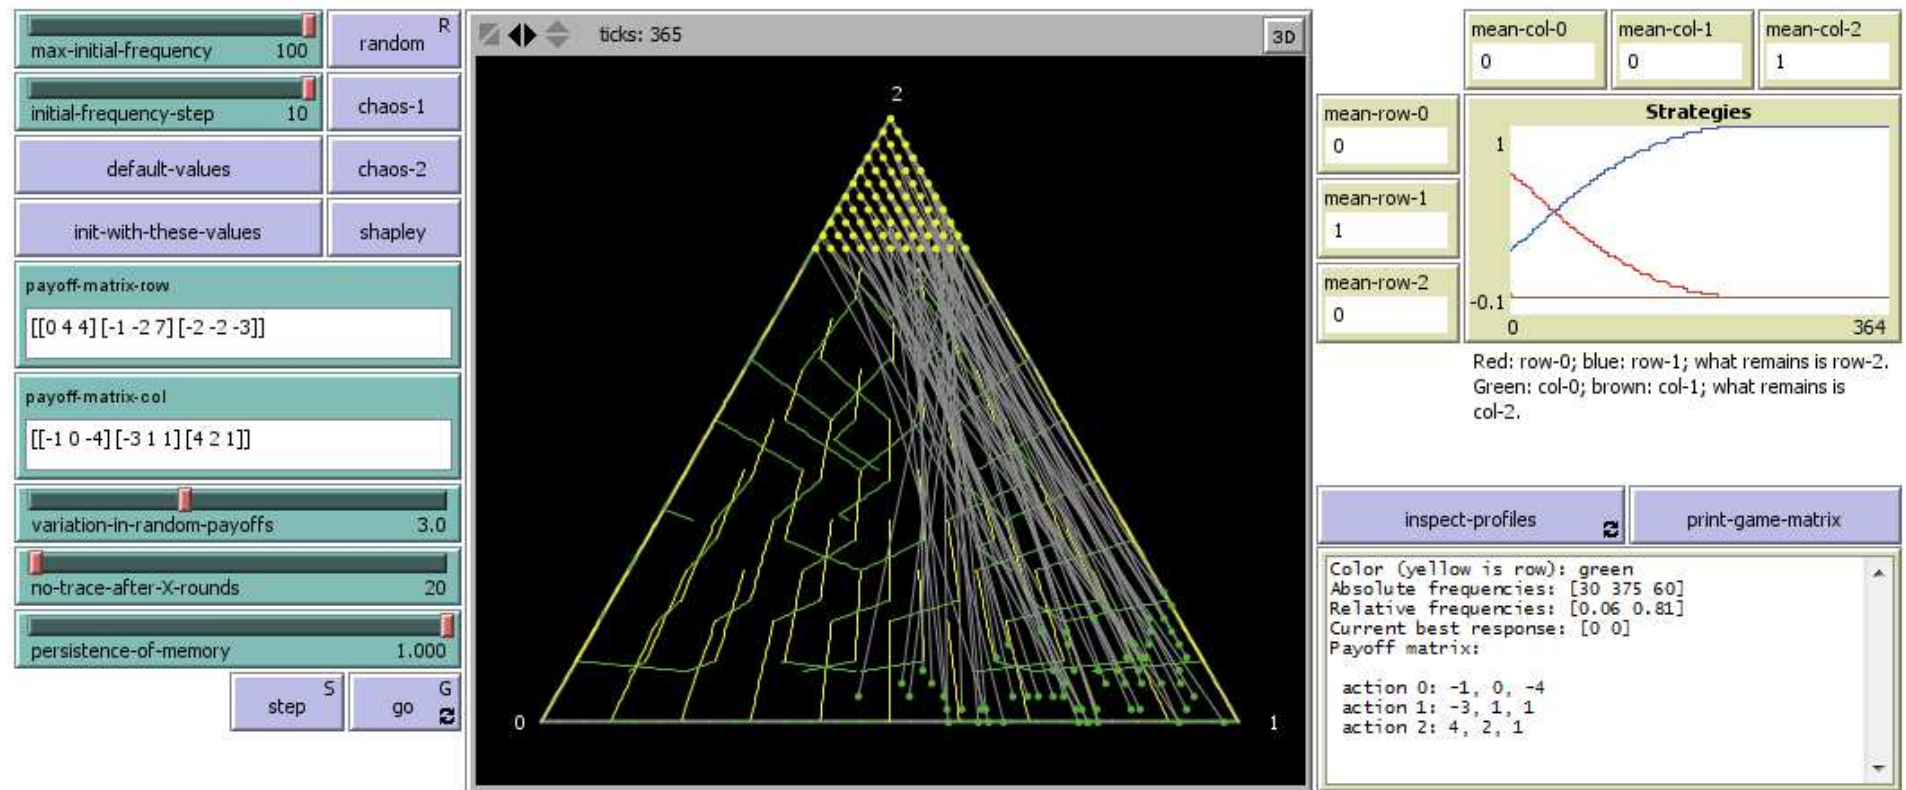 max-initial-frequency 100
random R
initial-frequency-step 10
chaos-1
default-values
chaos-2
init-with-these-values
shapley
payoff-matrix-row
[[0 4 4] [-1 -2 7] [-2 -2 -3]]
payoff-matrix-col
[[-1 0 -4] [-3 1 1] [4 2 1]]
variation-in-random-payoffs 3.0
no-trace-after-X-rounds 20
persistence-of-memory 1.000
step S
go G
ticks: 365
3D
2
0
1
mean-col-0
0
mean-col-1
0
mean-col-2
1
mean-row-0
0
mean-row-1
1
mean-row-2
0
Strategies
1
-0.1
0 364
Red: row-0; blue: row-1; what remains is row-2.
Green: col-0; brown: col-1; what remains is
col-2.
inspect-profiles
print-game-matrix
Color (yellow is row): green
Absolute frequencies: [30 375 60]
Relative frequencies: [0.06 0.81]
Current best response: [0 0]
Payoff matrix:
action 0: -1, 0, -4
action 1: -3, 1, 1
action 2: 4, 2, 1